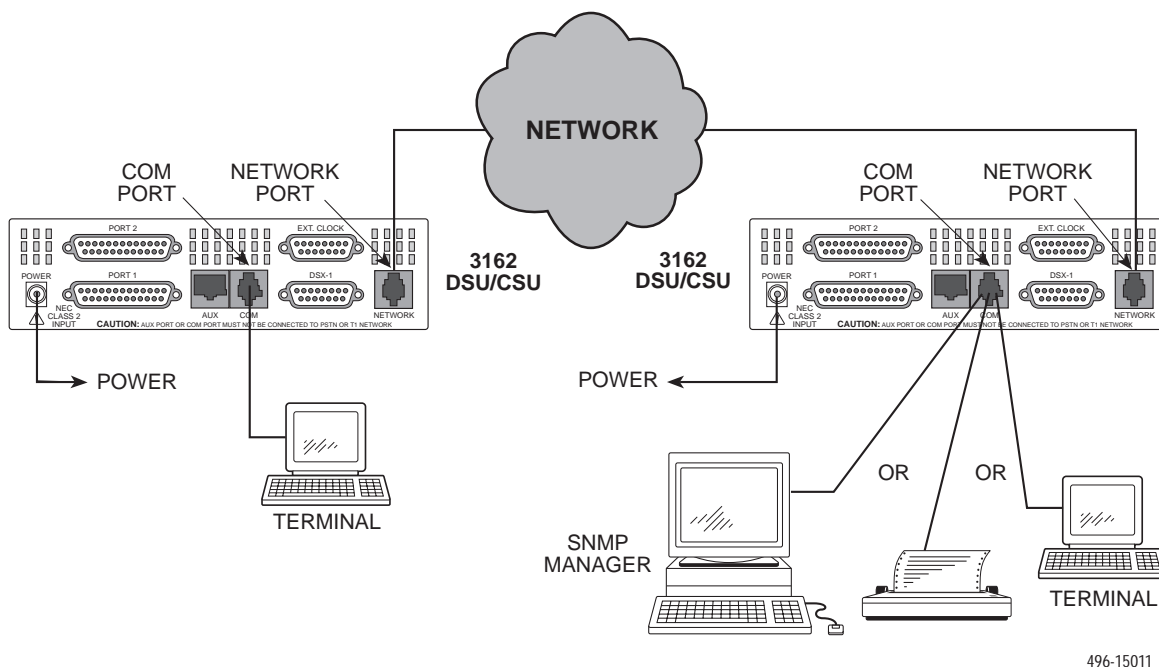 NETWORK
COM
PORT
NETWORK
PORT
PORT 2
EXT. CLOCK
POWER
PORT 1
DSX-1
NEC
CLASS 2
INPUT
AUX
COM
NETWORK
CAUTION: AUX PORT OR COM PORT MUST NOT BE CONNECTED TO PSTN OR T1 NETWORK
3162
DSU/CSU
POWER
TERMINAL
COM
PORT
NETWORK
PORT
PORT 2
EXT. CLOCK
POWER
PORT 1
DSX-1
NEC
CLASS 2
INPUT
AUX
COM
NETWORK
CAUTION: AUX PORT OR COM PORT MUST NOT BE CONNECTED TO PSTN OR T1 NETWORK
3162
DSU/CSU
POWER
OR
OR
SNMP
MANAGER
TERMINAL
496-15011